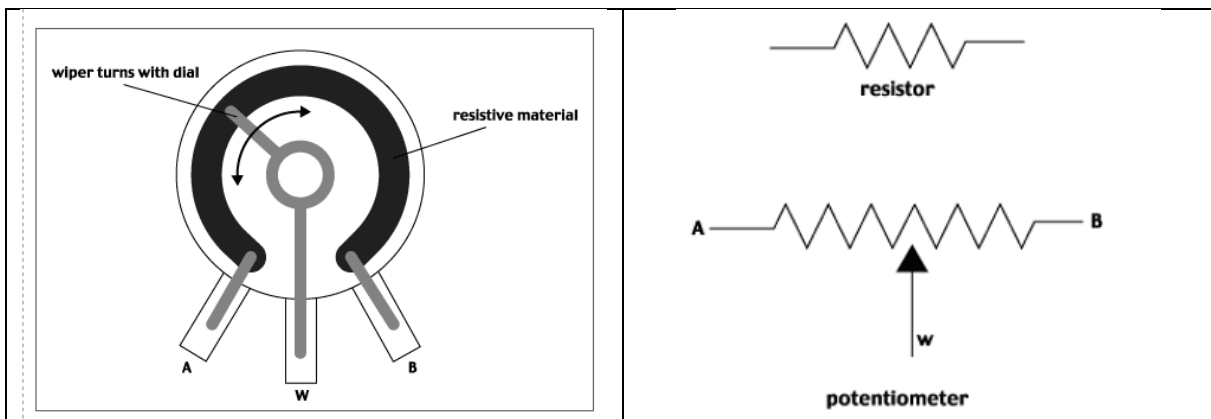 wiper turns with dial
resistive material
A
W
B
resistor
A
B
W
potentiometer